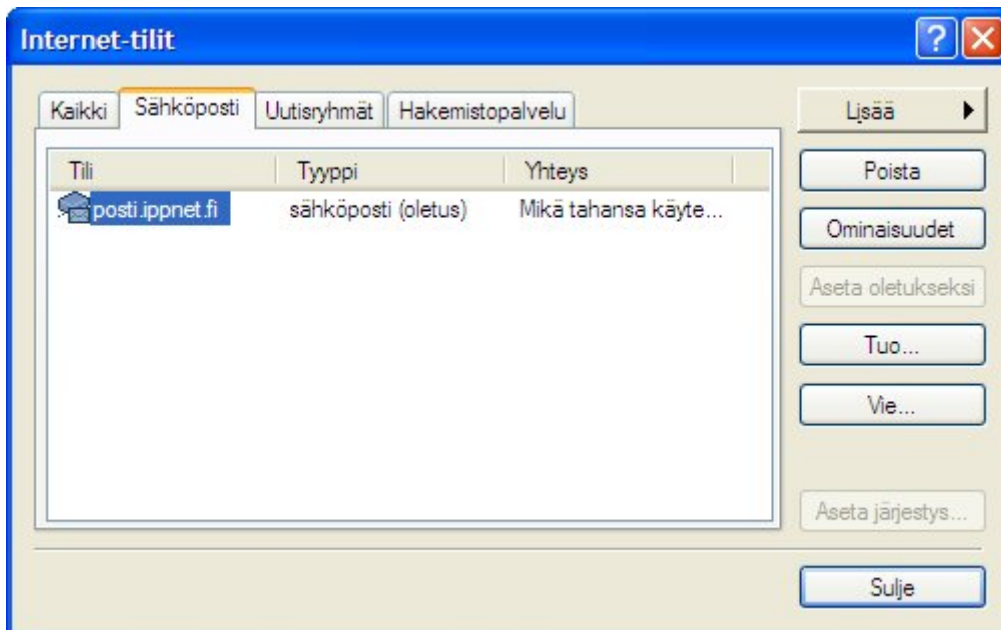 Internet-tilit
Kaikki Sähköposti Uutisryhmät Hakemistopalvelu
Lisää
Tili Tyyppi Yhteys
Poista
posti.ippnet.fi sähköposti (oletus) Mikä tahansa käyte...
Ominaisuudet
Aseta oletukseksi
Tuo...
Vie...
Aseta järjestys...
Sulje